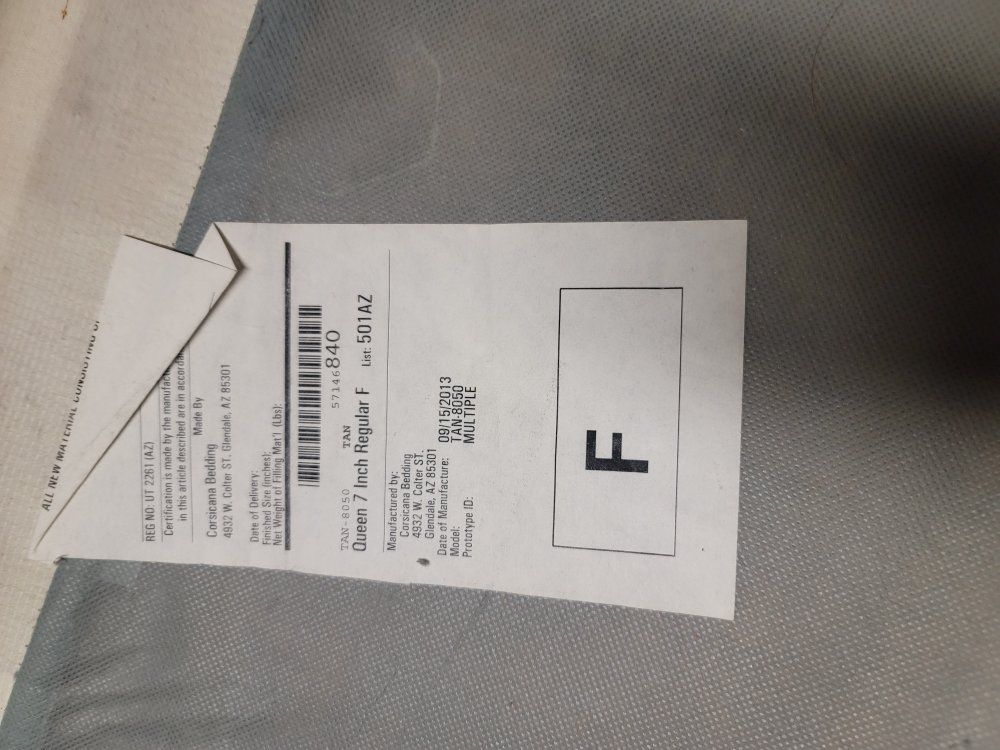 ALL NEW MATERIAL CONSISTING OF
REG NO: UT 2261 (AZ)
Certification is made by the manufac
in this article described are in accorda
Made By
Corsicana Bedding
4932 W. Colter ST. Glendale, AZ 85301
Date of Delivery:
Finished Size (inches):
Net Weight of Filling Mat'l (Lbs):
57146840
TAN-8050 TAN
Queen 7 Inch Regular F List: 501AZ
Manufactured by:
Corsicana Bedding
4932 W. Colter ST.
Glendale, AZ 85301
Date of Manufacture: 09/15/2013
Model: TAN-8050
Prototype ID: MULTIPLE
F